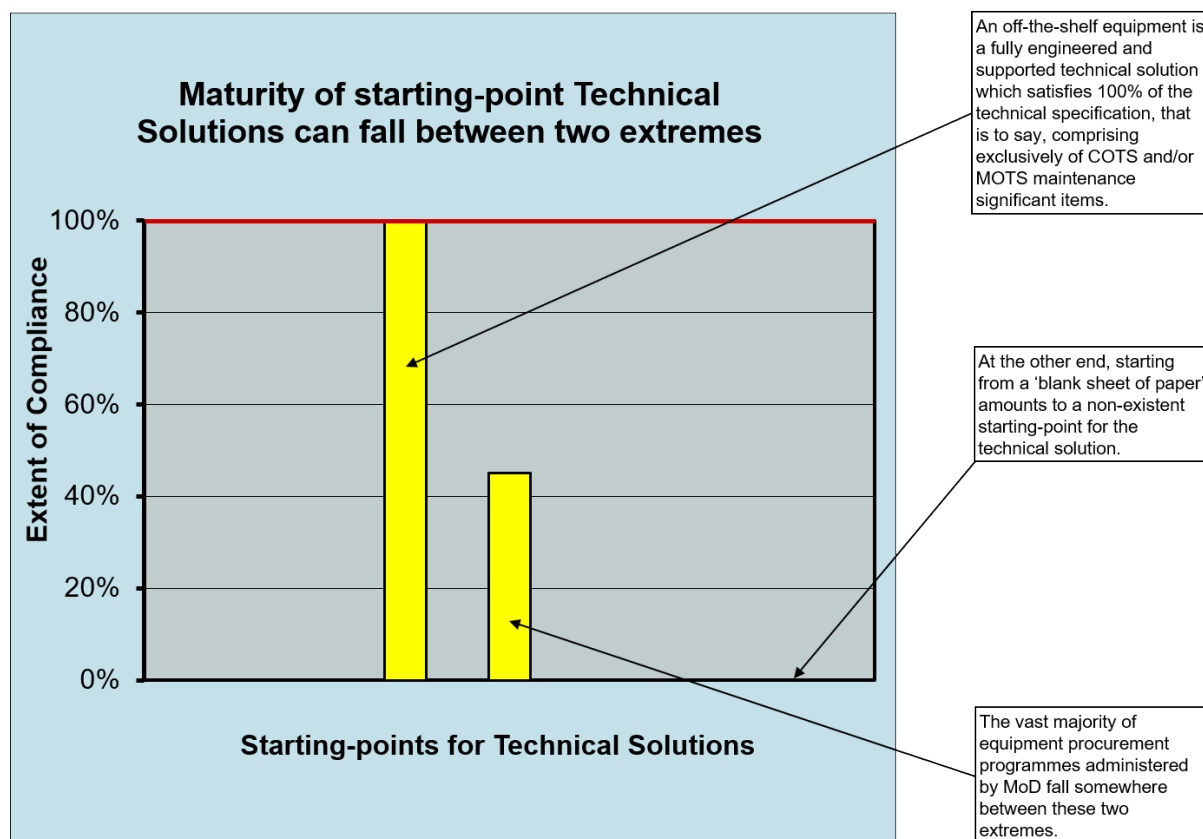 Maturity of starting-point Technical
Solutions can fall between two extremes
Extent of Compliance
100%
80%
60%
40%
20%
0%
Starting-points for Technical Solutions
An off-the-shelf equipment is
a fully engineered and
supported technical solution
which satisfies 100% of the
technical specification, that
is to say, comprising
exclusively of COTS and/or
MOTS maintenance
significant items.
At the other end, starting
from a ‘blank sheet of paper’
amounts to a non-existent
starting-point for the
technical solution.
The vast majority of
equipment procurement
programmes administered
by MoD fall somewhere
between these two
extremes.